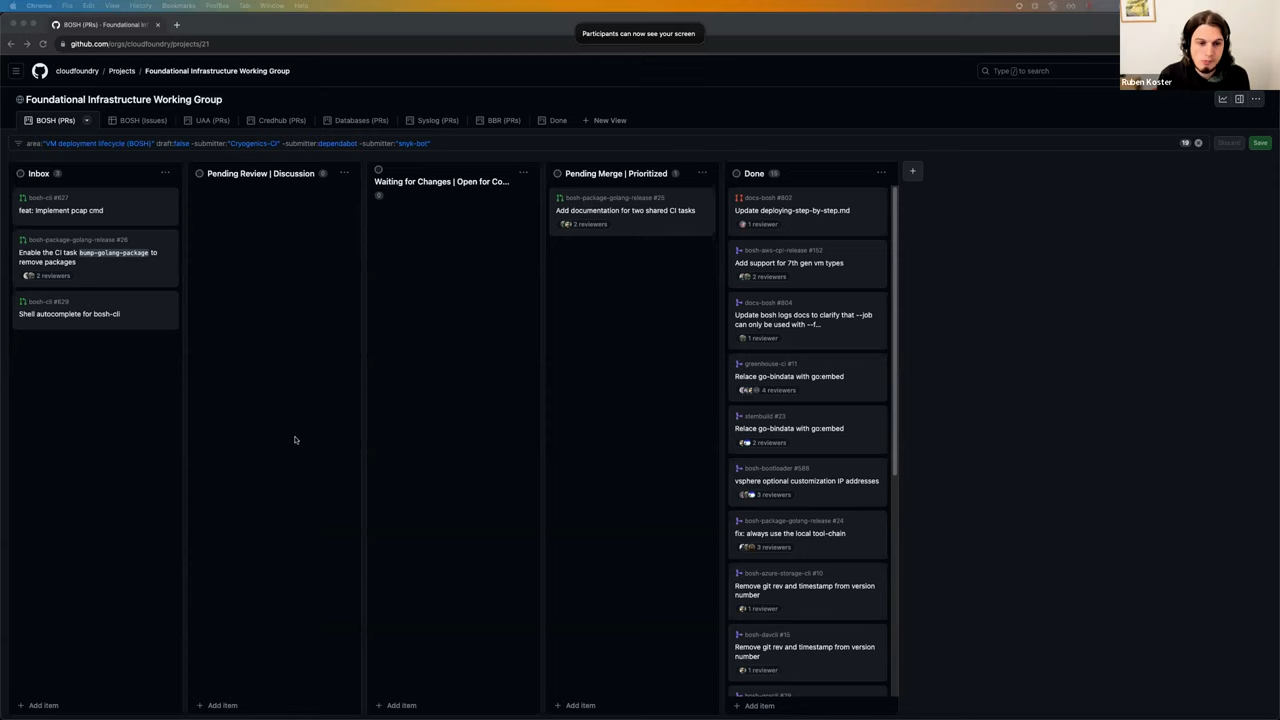 Chrome File Edit View History Bookmarks Profiles Tab Window Help
BOSH (PRs) · Foundational Inf
Participants can now see your screen
github.com/orgs/cloudfoundry/projects/21
Ruben Koster
cloudfoundry / Projects / Foundational Infrastructure Working Group
Type / to search
Foundational Infrastructure Working Group
BOSH (PRs)
BOSH (Issues)
UAA (PRs)
Credhub (PRs)
Databases (PRs)
Syslog (PRs)
BBR (PRs)
Done
+ New View
area:"VM deployment lifecycle (BOSH)" draft:false -submitter:"Cryogenics-CI" -submitter:dependabot -submitter:"snyk-bot"
19
Discard
Save
Inbox 3
bosh-cli #627
feat: Implement pcap cmd
bosh-package-golang-release #26
Enable the CI task bump-golang-package to
remove packages
2 reviewers
bosh-cli #629
Shell autocomplete for bosh-cli
+ Add item
Pending Review | Discussion 0
+ Add item
Waiting for Changes | Open for Co...
0
+ Add item
Pending Merge | Prioritized 1
bosh-package-golang-release #25
Add documentation for two shared CI tasks
2 reviewers
+ Add item
Done 15
docs-bosh #802
Update deploying-step-by-step.md
1 reviewer
bosh-aws-cpi-release #152
Add support for 7th gen vm types
2 reviewers
docs-bosh #804
Update bosh logs docs to clarify that --job
can only be used with --f...
1 reviewer
greenhouse-ci #11
Relace go-bindata with go:embed
4 reviewers
stembuild #23
Relace go-bindata with go:embed
2 reviewers
bosh-bootloader #586
vsphere optional customization IP addresses
3 reviewers
bosh-package-golang-release #24
fix: always use the local tool-chain
3 reviewers
bosh-azure-storage-cli #10
Remove git rev and timestamp from version
number
1 reviewer
bosh-davcli #15
Remove git rev and timestamp from version
number
1 reviewer
+ Add item